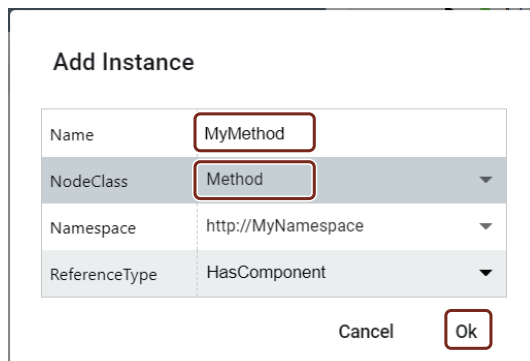 Add Instance
Name MyMethod
NodeClass Method
Namespace http://MyNamespace
ReferenceType HasComponent
Cancel Ok